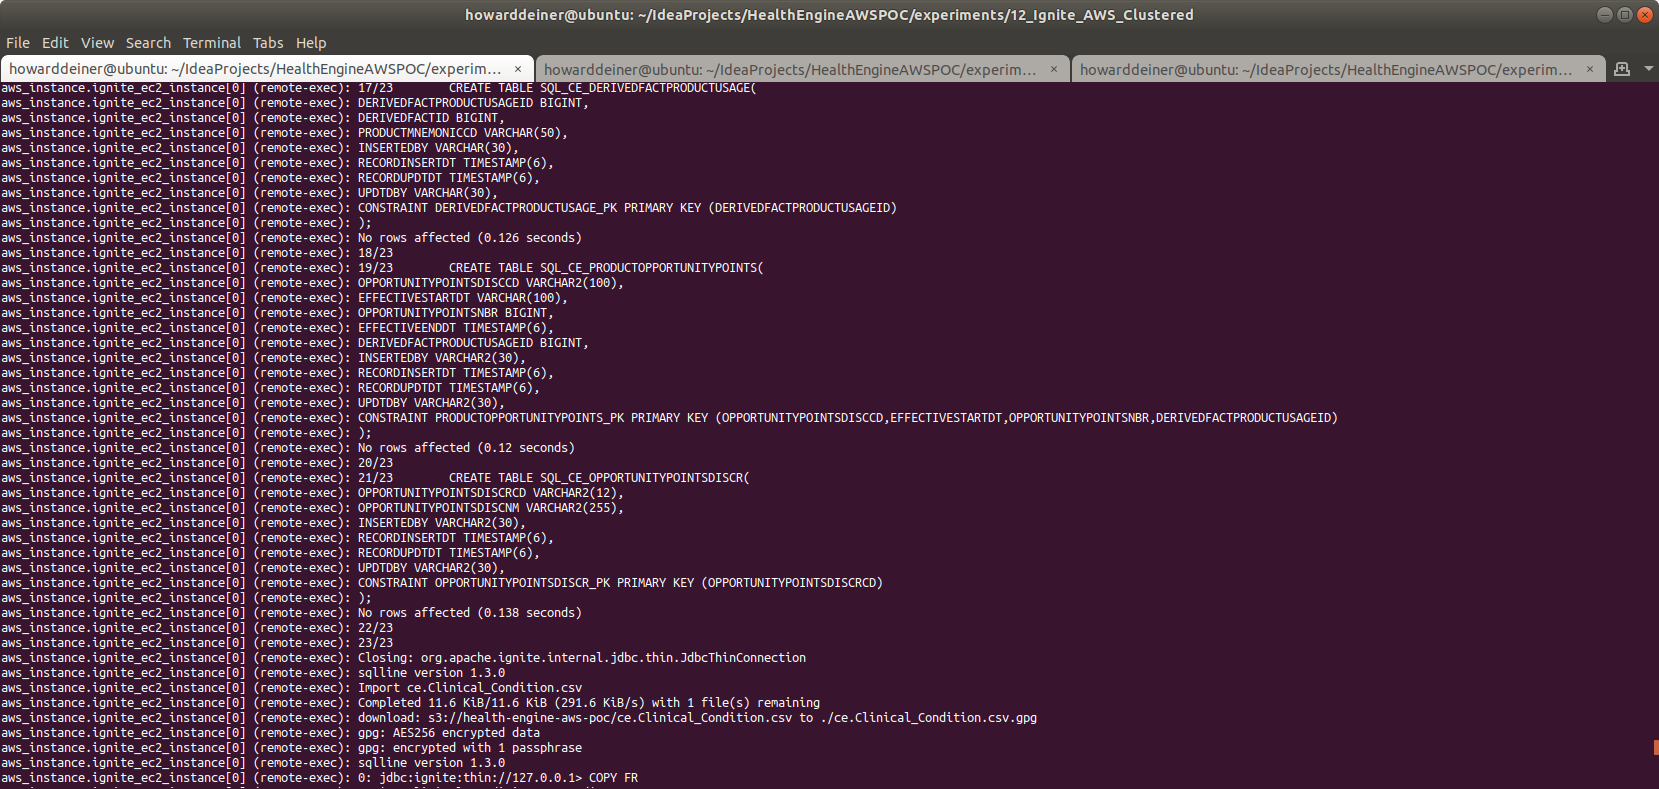 howarddeiner@ubuntu: ~/IdeaProjects/HealthEngineAWSPOC/experiments/12_Ignite_AWS_Clustered
File Edit View Search Terminal Tabs Help
howarddeiner@ubuntu: ~/IdeaProjects/HealthEngineAWSPOC/experim... × howarddeiner@ubuntu: ~/IdeaProjects/HealthEngineAWSPOC/experim... × howarddeiner@ubuntu: ~/IdeaProjects/HealthEngineAWSPOC/experim... ×
aws_instance.ignite_ec2_instance[0] (remote-exec): 17/23        CREATE TABLE SQL_CE_DERIVEDFACTPRODUCTUSAGE(
aws_instance.ignite_ec2_instance[0] (remote-exec): DERIVEDFACTPRODUCTUSAGEID BIGINT,
aws_instance.ignite_ec2_instance[0] (remote-exec): DERIVEDFACTID BIGINT,
aws_instance.ignite_ec2_instance[0] (remote-exec): PRODUCTMNEMONICCD VARCHAR(50),
aws_instance.ignite_ec2_instance[0] (remote-exec): INSERTEDBY VARCHAR(30),
aws_instance.ignite_ec2_instance[0] (remote-exec): RECORDINSERTDT TIMESTAMP(6),
aws_instance.ignite_ec2_instance[0] (remote-exec): RECORDUPDTDT TIMESTAMP(6),
aws_instance.ignite_ec2_instance[0] (remote-exec): UPDTDBY VARCHAR(30),
aws_instance.ignite_ec2_instance[0] (remote-exec): CONSTRAINT DERIVEDFACTPRODUCTUSAGE_PK PRIMARY KEY (DERIVEDFACTPRODUCTUSAGEID)
aws_instance.ignite_ec2_instance[0] (remote-exec): );
aws_instance.ignite_ec2_instance[0] (remote-exec): No rows affected (0.126 seconds)
aws_instance.ignite_ec2_instance[0] (remote-exec): 18/23
aws_instance.ignite_ec2_instance[0] (remote-exec): 19/23        CREATE TABLE SQL_CE_PRODUCTOPPORTUNITYPOINTS(
aws_instance.ignite_ec2_instance[0] (remote-exec): OPPORTUNITYPOINTSDISCCD VARCHAR2(100),
aws_instance.ignite_ec2_instance[0] (remote-exec): EFFECTIVESTARTDT VARCHAR(100),
aws_instance.ignite_ec2_instance[0] (remote-exec): OPPORTUNITYPOINTSNBR BIGINT,
aws_instance.ignite_ec2_instance[0] (remote-exec): EFFECTIVEENDDT TIMESTAMP(6),
aws_instance.ignite_ec2_instance[0] (remote-exec): DERIVEDFACTPRODUCTUSAGEID BIGINT,
aws_instance.ignite_ec2_instance[0] (remote-exec): INSERTEDBY VARCHAR2(30),
aws_instance.ignite_ec2_instance[0] (remote-exec): RECORDINSERTDT TIMESTAMP(6),
aws_instance.ignite_ec2_instance[0] (remote-exec): RECORDUPDTDT TIMESTAMP(6),
aws_instance.ignite_ec2_instance[0] (remote-exec): UPDTDBY VARCHAR2(30),
aws_instance.ignite_ec2_instance[0] (remote-exec): CONSTRAINT PRODUCTOPPORTUNITYPOINTS_PK PRIMARY KEY (OPPORTUNITYPOINTSDISCCD,EFFECTIVESTARTDT,OPPORTUNITYPOINTSNBR,DERIVEDFACTPRODUCTUSAGEID)
aws_instance.ignite_ec2_instance[0] (remote-exec): );
aws_instance.ignite_ec2_instance[0] (remote-exec): No rows affected (0.12 seconds)
aws_instance.ignite_ec2_instance[0] (remote-exec): 20/23
aws_instance.ignite_ec2_instance[0] (remote-exec): 21/23        CREATE TABLE SQL_CE_OPPORTUNITYPOINTSDISCR(
aws_instance.ignite_ec2_instance[0] (remote-exec): OPPORTUNITYPOINTSDISCRCD VARCHAR2(12),
aws_instance.ignite_ec2_instance[0] (remote-exec): OPPORTUNITYPOINTSDISCNM VARCHAR2(255),
aws_instance.ignite_ec2_instance[0] (remote-exec): INSERTEDBY VARCHAR2(30),
aws_instance.ignite_ec2_instance[0] (remote-exec): RECORDINSERTDT TIMESTAMP(6),
aws_instance.ignite_ec2_instance[0] (remote-exec): RECORDUPDTDT TIMESTAMP(6),
aws_instance.ignite_ec2_instance[0] (remote-exec): UPDTDBY VARCHAR2(30),
aws_instance.ignite_ec2_instance[0] (remote-exec): CONSTRAINT OPPORTUNITYPOINTSDISCR_PK PRIMARY KEY (OPPORTUNITYPOINTSDISCRCD)
aws_instance.ignite_ec2_instance[0] (remote-exec): );
aws_instance.ignite_ec2_instance[0] (remote-exec): No rows affected (0.138 seconds)
aws_instance.ignite_ec2_instance[0] (remote-exec): 22/23
aws_instance.ignite_ec2_instance[0] (remote-exec): 23/23
aws_instance.ignite_ec2_instance[0] (remote-exec): Closing: org.apache.ignite.internal.jdbc.thin.JdbcThinConnection
aws_instance.ignite_ec2_instance[0] (remote-exec): sqlline version 1.3.0
aws_instance.ignite_ec2_instance[0] (remote-exec): Import ce.Clinical_Condition.csv
aws_instance.ignite_ec2_instance[0] (remote-exec): Completed 11.6 KiB/11.6 KiB (291.6 KiB/s) with 1 file(s) remaining
aws_instance.ignite_ec2_instance[0] (remote-exec): download: s3://health-engine-aws-poc/ce.Clinical_Condition.csv to ./ce.Clinical_Condition.csv.gpg
aws_instance.ignite_ec2_instance[0] (remote-exec): gpg: AES256 encrypted data
aws_instance.ignite_ec2_instance[0] (remote-exec): gpg: encrypted with 1 passphrase
aws_instance.ignite_ec2_instance[0] (remote-exec): sqlline version 1.3.0
aws_instance.ignite_ec2_instance[0] (remote-exec): 0: jdbc:ignite:thin://127.0.0.1> COPY FR